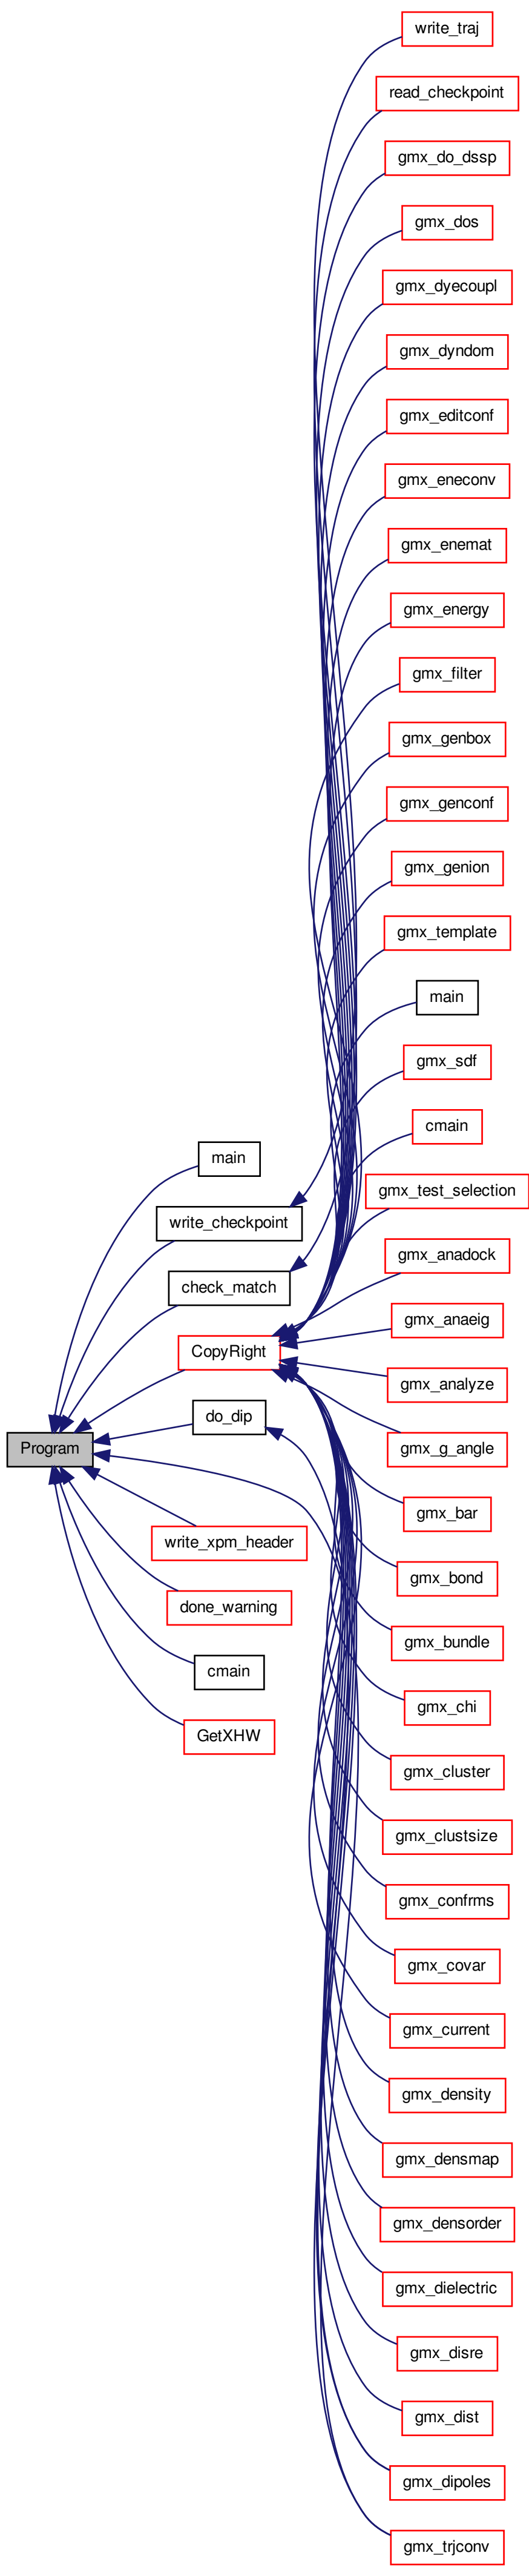 write_traj
read_checkpoint
gmx_do_dssp
gmx_dos
gmx_dyecoupl
gmx_dyndom
gmx_editconf
gmx_eneconv
gmx_enemat
gmx_energy
gmx_filter
gmx_genbox
gmx_genconf
gmx_genion
gmx_template
main
gmx_sdf
cmain
main
gmx_test_selection
write_checkpoint
gmx_anadock
check_match
gmx_anaeig
CopyRight
gmx_analyze
do_dip
Program
gmx_g_angle
gmx_bar
write_xpm_header
gmx_bond
done_warning
gmx_bundle
cmain
gmx_chi
GetXHW
gmx_cluster
gmx_clustsize
gmx_confrms
gmx_covar
gmx_current
gmx_density
gmx_densmap
gmx_densorder
gmx_dielectric
gmx_disre
gmx_dist
gmx_dipoles
gmx_trjconv